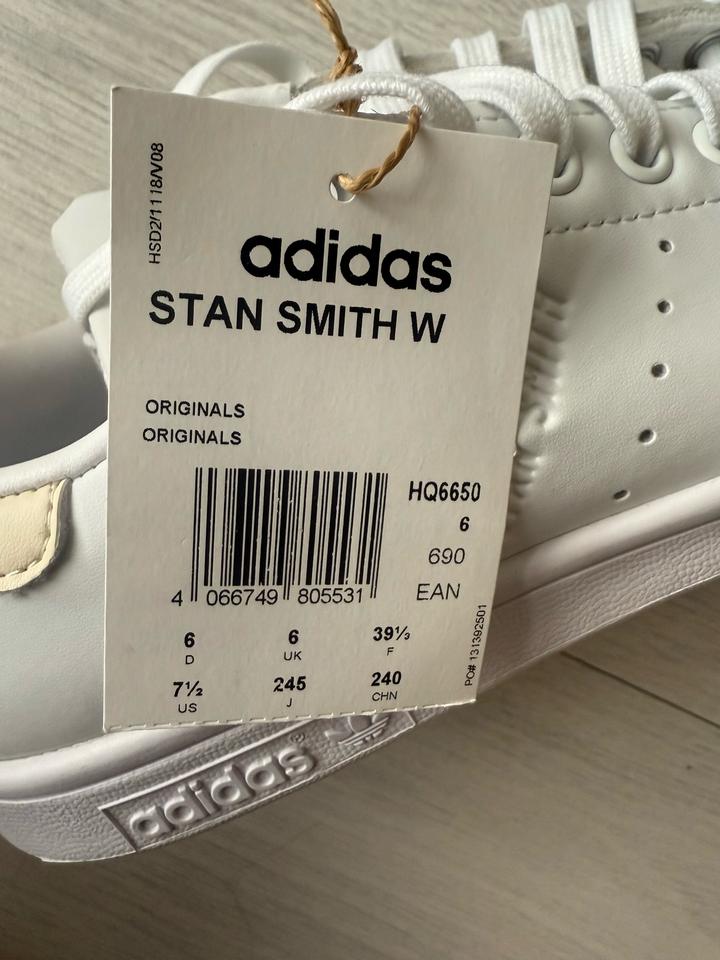 HSD2/1118/V08
adidas
STAN SMITH W
ORIGINALS
ORIGINALS
HQ6650
6
690
EAN
4 066749 805531
PO# 131392501
6 6 39⅓
D UK F
7½ 245 240
US J CHN
adidas®